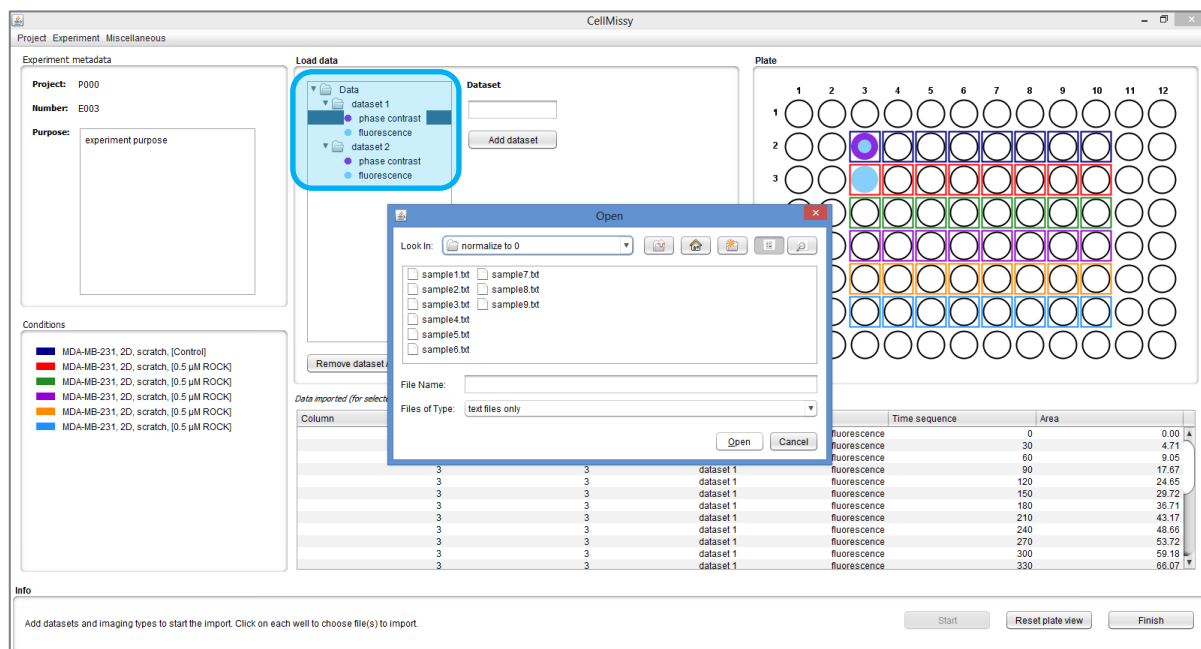 CellMissy
Project Experiment Miscellaneous
Experiment metadata
Project: P000
Number: E003
Purpose:
experiment purpose
Conditions
MDA-MB-231, 2D, scratch, [Control]
MDA-MB-231, 2D, scratch, [0.5 µM ROCK]
MDA-MB-231, 2D, scratch, [0.5 µM ROCK]
MDA-MB-231, 2D, scratch, [0.5 µM ROCK]
MDA-MB-231, 2D, scratch, [0.5 µM ROCK]
MDA-MB-231, 2D, scratch, [0.5 µM ROCK]
Load data
Data
dataset 1
phase contrast
fluorescence
dataset 2
phase contrast
fluorescence
Dataset
Add dataset
Remove dataset
Plate
1 2 3 4 5 6 7 8 9 10 11 12
1
2
3
Open
Look In: normalize to 0
sample1.txt sample7.txt
sample2.txt sample8.txt
sample3.txt sample9.txt
sample4.txt
sample5.txt
sample6.txt
File Name:
Files of Type: text files only
Open Cancel
Data imported (for selecte
Column Time sequence Area
fluorescence 0 0.00
fluorescence 30 4.71
fluorescence 60 9.05
3 3 dataset 1 fluorescence 90 17.67
3 3 dataset 1 fluorescence 120 24.65
3 3 dataset 1 fluorescence 150 29.72
3 3 dataset 1 fluorescence 180 36.71
3 3 dataset 1 fluorescence 210 43.17
3 3 dataset 1 fluorescence 240 48.66
3 3 dataset 1 fluorescence 270 53.72
3 3 dataset 1 fluorescence 300 59.18
3 3 dataset 1 fluorescence 330 66.07
Info
Add datasets and imaging types to start the import. Click on each well to choose file(s) to import.
Start Reset plate view Finish